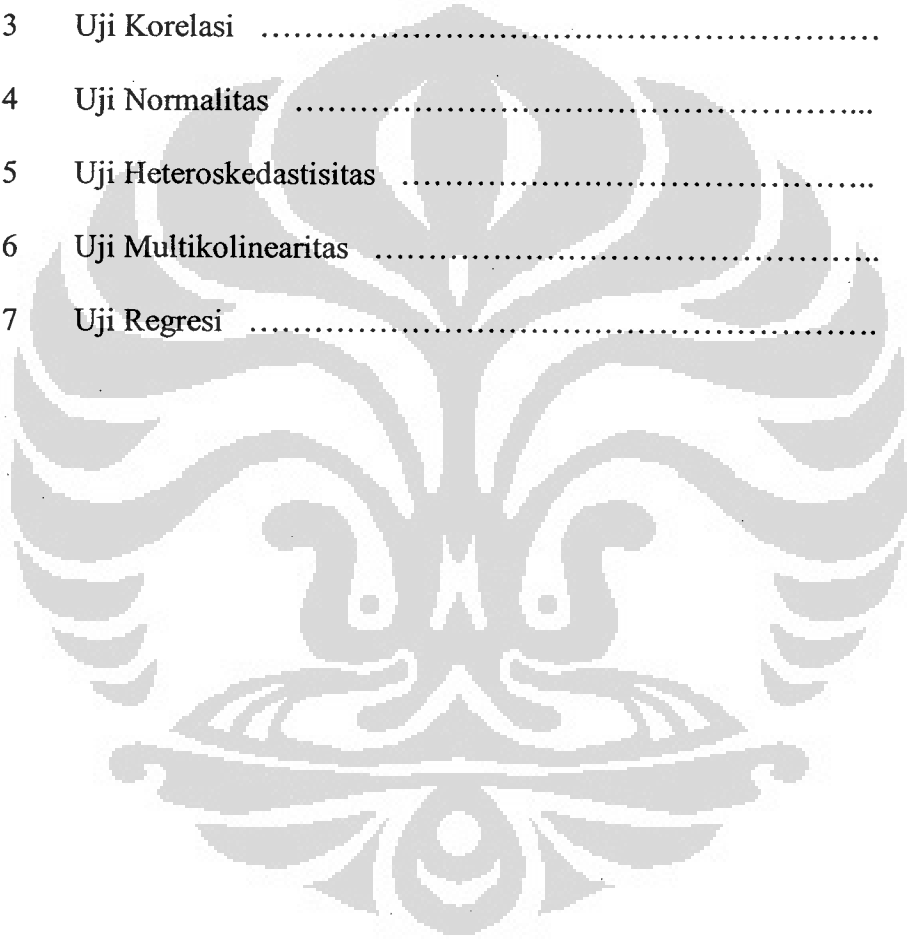 3 Uji Korelasi ................................................................
4 Uji Normalitas ............................................................
5 Uji Heteroskedastisitas .................................................
6 Uji Multikolinearitas ....................................................
7 Uji Regresi .................................................................